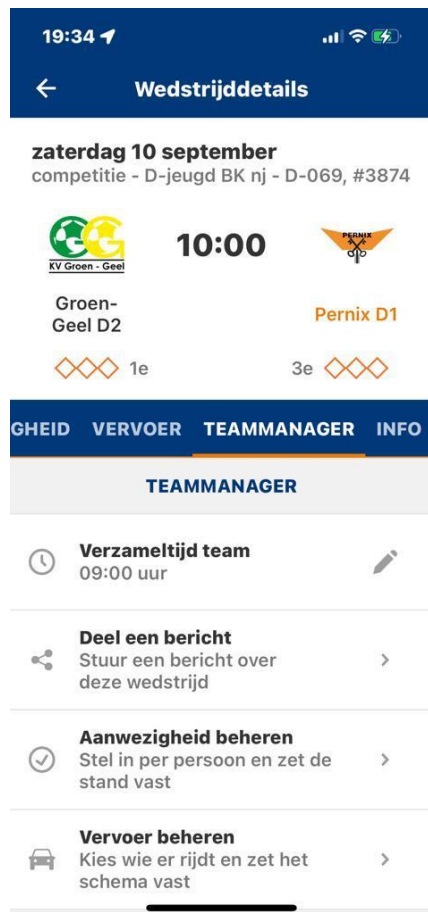 19:34
Wedstrijddetails
zaterdag 10 september
competitie - D-jeugd BK nj - D-069, #3874
GG
KV Groen - Geel
10:00
PERNIX
Groen-
Geel D2
Pernix D1
1e
3e
GHEID VERVOER TEAMMANAGER INFO
TEAMMANAGER
Verzameltijd team
09:00 uur
Deel een bericht
Stuur een bericht over
deze wedstrijd
Aanwezigheid beheren
Stel in per persoon en zet de
stand vast
Vervoer beheren
Kies wie er rijdt en zet het
schema vast